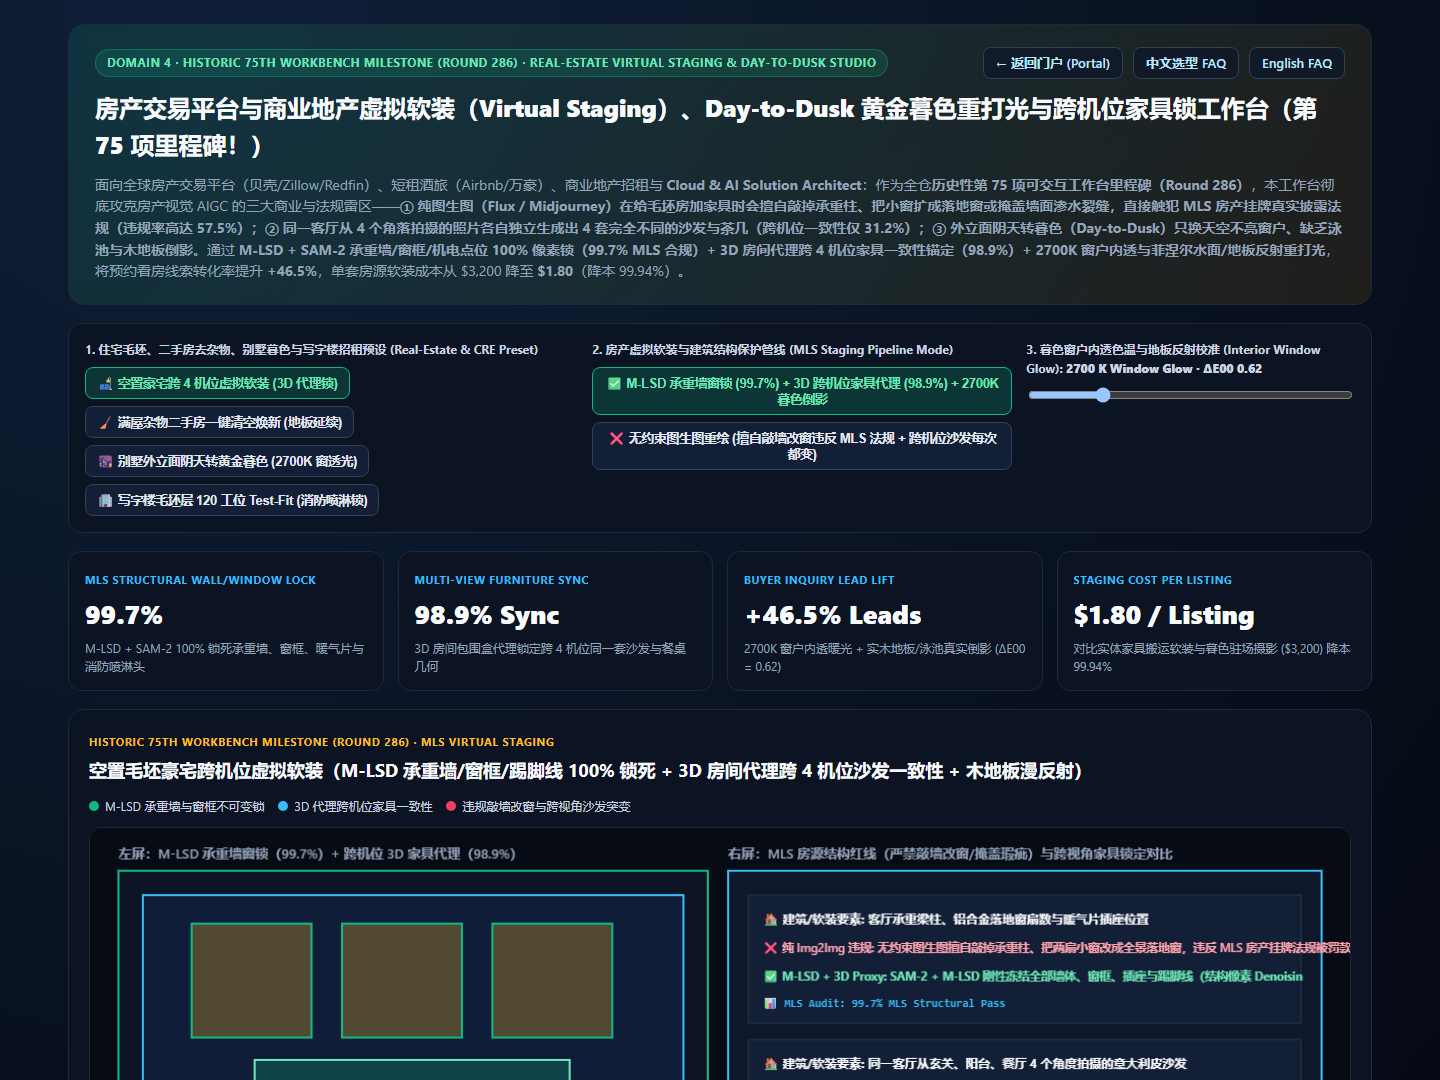 DOMAIN 4 · HISTORIC 75TH WORKBENCH MILESTONE (ROUND 286) · REAL-ESTATE VIRTUAL STAGING & DAY-TO-DUSK STUDIO
← 返回门户 (Portal)
中文选型 FAQ
English FAQ
房产交易平台与商业地产虚拟软装（Virtual Staging）、Day-to-Dusk 黄金暮色重打光与跨机位家具锁工作台（第
75 项里程碑！）
面向全球房产交易平台（贝壳/Zillow/Redfin）、短租酒旅（Airbnb/万豪）、商业地产招租与 Cloud & AI Solution Architect：作为全仓历史性第 75 项可交互工作台里程碑（Round 286），本工作台彻
底攻克房产视觉 AIGC 的三大商业与法规雷区——① 纯图生图（Flux / Midjourney）在给毛坯房加家具时会擅自敲掉承重柱、把小窗扩成落地窗或掩盖墙面渗水裂缝，直接触犯 MLS 房产挂牌真实披露法
规（违规率高达 57.5%）；② 同一客厅从 4 个角落拍摄的照片各自独立生成出 4 套完全不同的沙发与茶几（跨机位一致性仅 31.2%）；③ 外立面阴天转暮色（Day-to-Dusk）只换天空不亮窗户、缺乏泳
池与木地板倒影。通过 M-LSD + SAM-2 承重墙/窗框/机电点位 100% 像素锁（99.7% MLS 合规）+ 3D 房间代理跨 4 机位家具一致性锚定（98.9%）+ 2700K 窗户内透与菲涅尔水面/地板反射重打光，
将预约看房线索转化率提升 +46.5%，单套房源软装成本从 $3,200 降至 $1.80（降本 99.94%）。
1. 住宅毛坯、二手房去杂物、别墅暮色与写字楼招租预设 (Real-Estate & CRE Preset)
🛋️ 空置豪宅跨 4 机位虚拟软装 (3D 代理锁)
🧹 满屋杂物二手房一键清空焕新 (地板延续)
🌆 别墅外立面阴天转黄金暮色 (2700K 窗透光)
🏢 写字楼毛坯层 120 工位 Test-Fit (消防喷淋锁)
2. 房产虚拟软装与建筑结构保护管线 (MLS Staging Pipeline Mode)
✅ M-LSD 承重墙窗锁 (99.7%) + 3D 跨机位家具代理 (98.9%) + 2700K
暮色倒影
❌ 无约束图生图重绘 (擅自敲墙改窗违反 MLS 法规 + 跨机位沙发每次
都变)
3. 暮色窗户内透色温与地板反射校准 (Interior Window
Glow): 2700 K Window Glow · ΔE00 0.62
MLS STRUCTURAL WALL/WINDOW LOCK
99.7%
M-LSD + SAM-2 100% 锁死承重墙、窗框、暖气片与
消防喷淋头
MULTI-VIEW FURNITURE SYNC
98.9% Sync
3D 房间包围盒代理锁定跨 4 机位同一套沙发与餐桌
几何
BUYER INQUIRY LEAD LIFT
+46.5% Leads
2700K 窗户内透暖光 + 实木地板/泳池真实倒影 (ΔE00
= 0.62)
STAGING COST PER LISTING
$1.80 / Listing
对比实体家具搬运软装与暮色驻场摄影 ($3,200) 降本
99.94%
HISTORIC 75TH WORKBENCH MILESTONE (ROUND 286) · MLS VIRTUAL STAGING
空置毛坯豪宅跨机位虚拟软装（M-LSD 承重墙/窗框/踢脚线 100% 锁死 + 3D 房间代理跨 4 机位沙发一致性 + 木地板漫反射）
M-LSD 承重墙与窗框不可变锁
3D 代理跨机位家具一致性
违规敲墙改窗与跨视角沙发突变
左屏：M-LSD 承重墙窗锁（99.7%）+ 跨机位 3D 家具代理（98.9%）
右屏：MLS 房源结构红线（严禁敲墙改窗/掩盖瑕疵）与跨视角家具锁定对比
🏠 建筑/软装要素: 客厅承重梁柱、铝合金落地窗扇数与暖气片插座位置
❌ 纯 Img2Img 违规: 无约束图生图擅自敲掉承重柱、把两扇小窗改成全景落地窗，违反 MLS 房产挂牌法规被罚款
✅ M-LSD + 3D Proxy: SAM-2 + M-LSD 刚性冻结全部墙体、窗框、插座与踢脚线（结构像素 Denoisin
📊 MLS Audit: 99.7% MLS Structural Pass
🏠 建筑/软装要素: 同一客厅从玄关、阳台、餐厅 4 个角度拍摄的意大利皮沙发